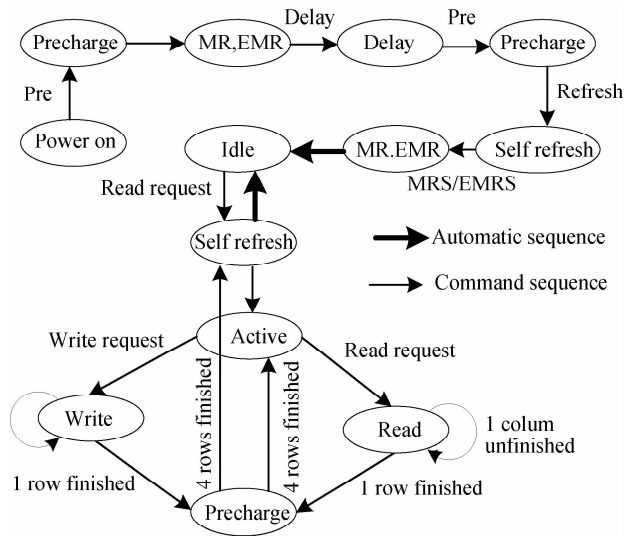 Delay
Pre
Precharge
MR,EMR
Delay
Precharge
Pre
Refresh
Power on
Idle
MR.EMR
Self refresh
MRS/EMRS
Read request
Self refresh
Automatic sequence
Command sequence
Active
Write request
Read request
4 rows finished
4 rows finished
Write
Read
1 colum
unfinished
1 row finished
1 row finished
Precharge